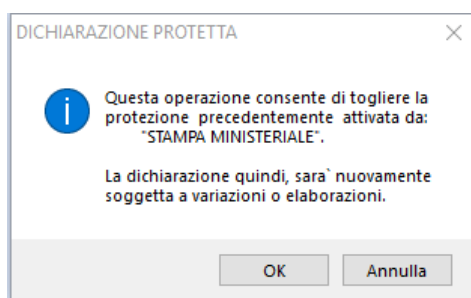 DICHIARAZIONE PROTETTA
Questa operazione consente di togliere la
protezione precedentemente attivata da:
"STAMPA MINISTERIALE".
La dichiarazione quindi, sara` nuovamente
soggetta a variazioni o elaborazioni.
OK
Annulla